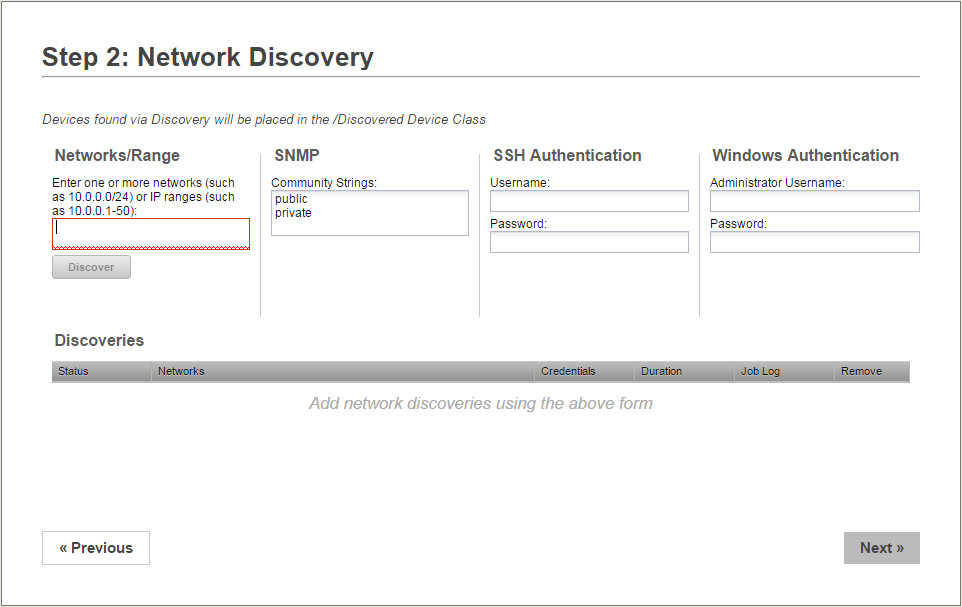 Step 2: Network Discovery
Devices found via Discovery will be placed in the /Discovered Device Class
Networks/Range
Enter one or more networks (such
as 10.0.0.0/24) or IP ranges (such
as 10.0.0.1-50):
Discover
SNMP
Community Strings:
public
private
SSH Authentication
Username:
Password:
Windows Authentication
Administrator Username:
Password:
Discoveries
Status Networks Credentials Duration Job Log Remove
Add network discoveries using the above form
« Previous
Next »